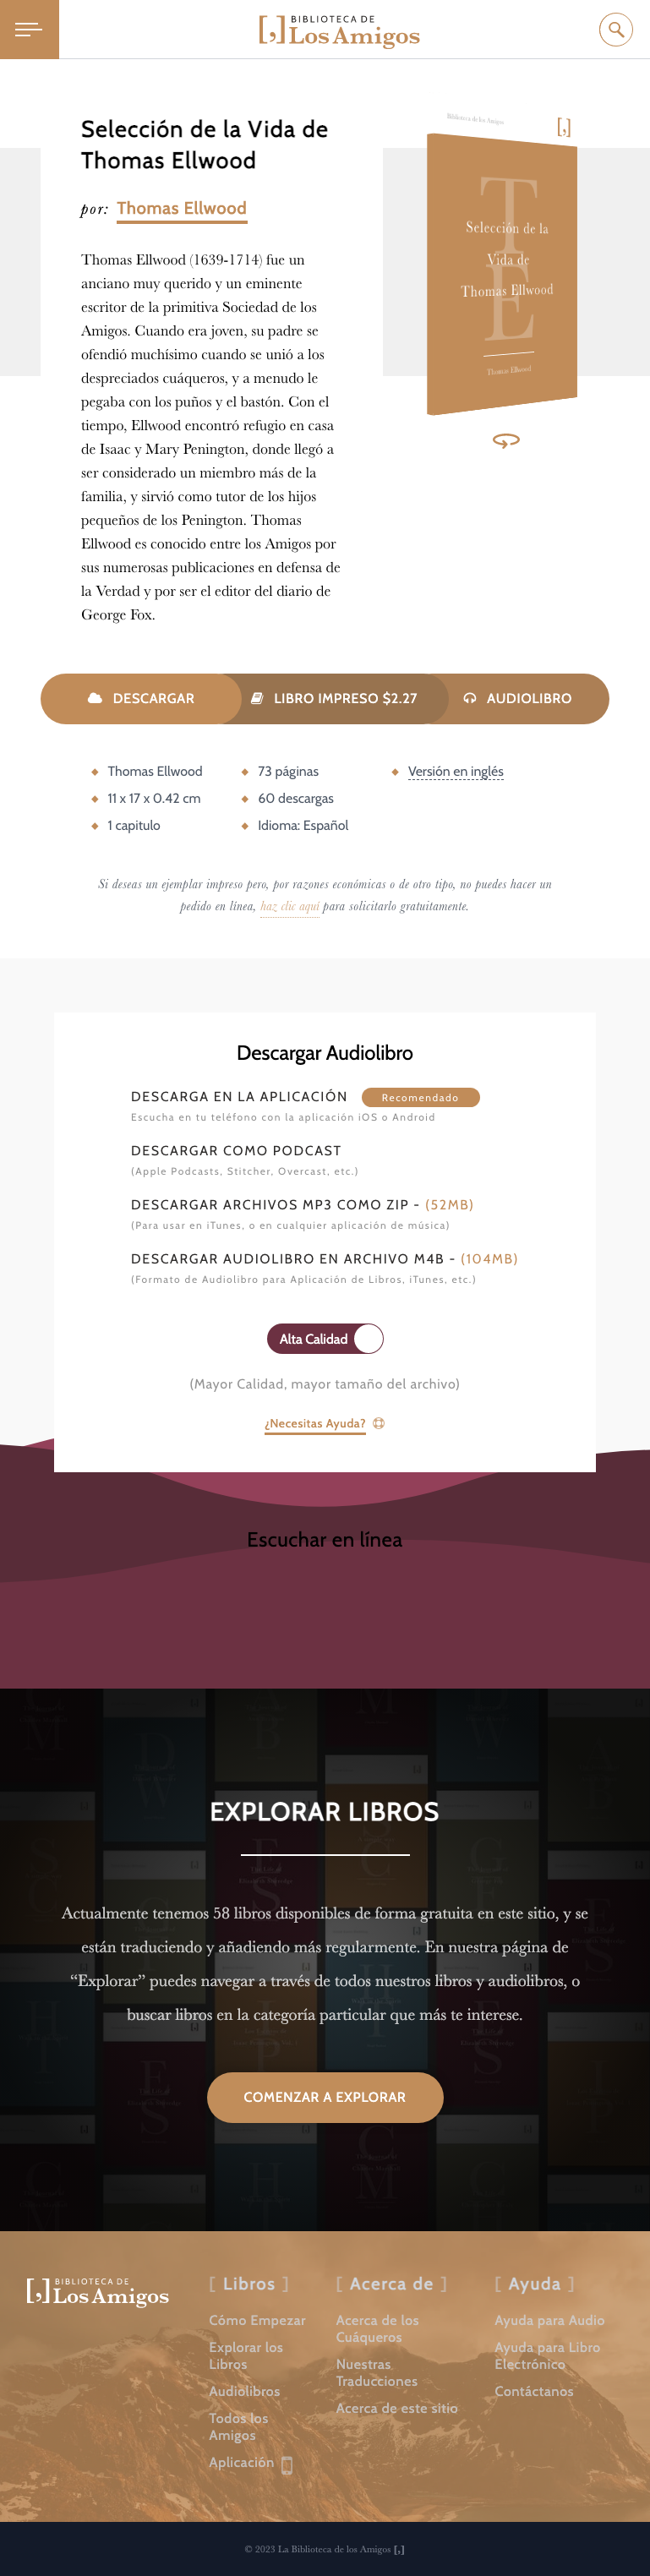 BIBLIOTECA DE
Los Amigos
Selección de la Vida de
Thomas Ellwood
por: Thomas Ellwood
Thomas Ellwood (1639-1714) fue un
anciano muy querido y un eminente
escritor de la primitiva Sociedad de los
Amigos. Cuando era joven, su padre se
ofendió muchísimo cuando se unió a los
despreciados cuáqueros, y a menudo le
pegaba con los puños y el bastón. Con el
tiempo, Ellwood encontró refugio en casa
de Isaac y Mary Penington, donde llegó a
ser considerado un miembro más de la
familia, y sirvió como tutor de los hijos
pequeños de los Penington. Thomas
Ellwood es conocido entre los Amigos por
sus numerosas publicaciones en defensa de
la Verdad y por ser el editor del diario de
George Fox.
Biblioteca de los Amigos
[,]
T
E
Selección de la
Vida de
Thomas Ellwood
Thomas Ellwood
DESCARGAR
LIBRO IMPRESO $2.27
AUDIOLIBRO
Thomas Ellwood
11 x 17 x 0.42 cm
1 capitulo
73 páginas
60 descargas
Idioma: Español
Versión en inglés
Si deseas un ejemplar impreso pero, por razones económicas o de otro tipo, no puedes hacer un
pedido en línea, haz clic aquí para solicitarlo gratuitamente.
Descargar Audiolibro
DESCARGA EN LA APLICACIÓN Recomendado
Escucha en tu teléfono con la aplicación iOS o Android
DESCARGAR COMO PODCAST
(Apple Podcasts, Stitcher, Overcast, etc.)
DESCARGAR ARCHIVOS MP3 COMO ZIP - (52MB)
(Para usar en iTunes, o en cualquier aplicación de música)
DESCARGAR AUDIOLIBRO EN ARCHIVO M4B - (104MB)
(Formato de Audiolibro para Aplicación de Libros, iTunes, etc.)
Alta Calidad
(Mayor Calidad, mayor tamaño del archivo)
¿Necesitas Ayuda?
Escuchar en línea
EXPLORAR LIBROS
Actualmente tenemos 58 libros disponibles de forma gratuita en este sitio, y se
están traduciendo y añadiendo más regularmente. En nuestra página de
“Explorar” puedes navegar a través de todos nuestros libros y audiolibros, o
buscar libros en la categoría particular que más te interese.
COMENZAR A EXPLORAR
BIBLIOTECA DE
Los Amigos
[ Libros ]
Cómo Empezar
Explorar los
Libros
Audiolibros
Todos los
Amigos
Aplicación
[ Acerca de ]
Acerca de los
Cuáqueros
Nuestras
Traducciones
Acerca de este sitio
[ Ayuda ]
Ayuda para Audio
Ayuda para Libro
Electrónico
Contáctanos
© 2023 La Biblioteca de los Amigos [,]